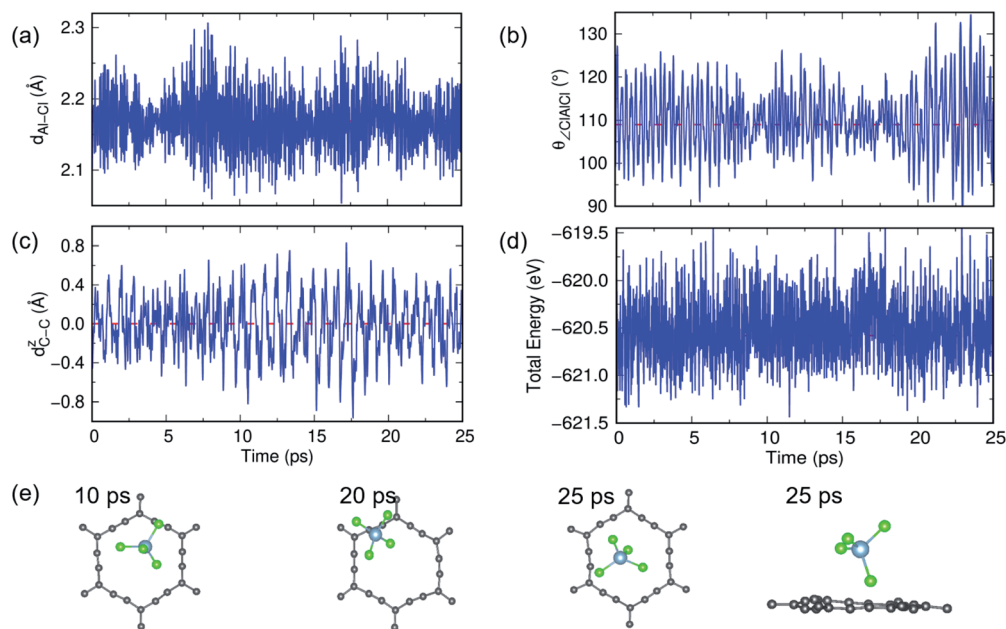 (a)
2.3
2.2
2.1
d_Al–Cl (Å)
(b)
130
120
110
100
90
θ_∠ClAlCl (°)
(c)
0.8
0.4
0.0
−0.4
−0.8
d^Z_C–C (Å)
0 5 10 15 20 25
Time (ps)
(d)
−619.5
−620.0
−620.5
−621.0
−621.5
Total Energy (eV)
0 5 10 15 20 25
Time (ps)
(e)
10 ps 20 ps 25 ps 25 ps